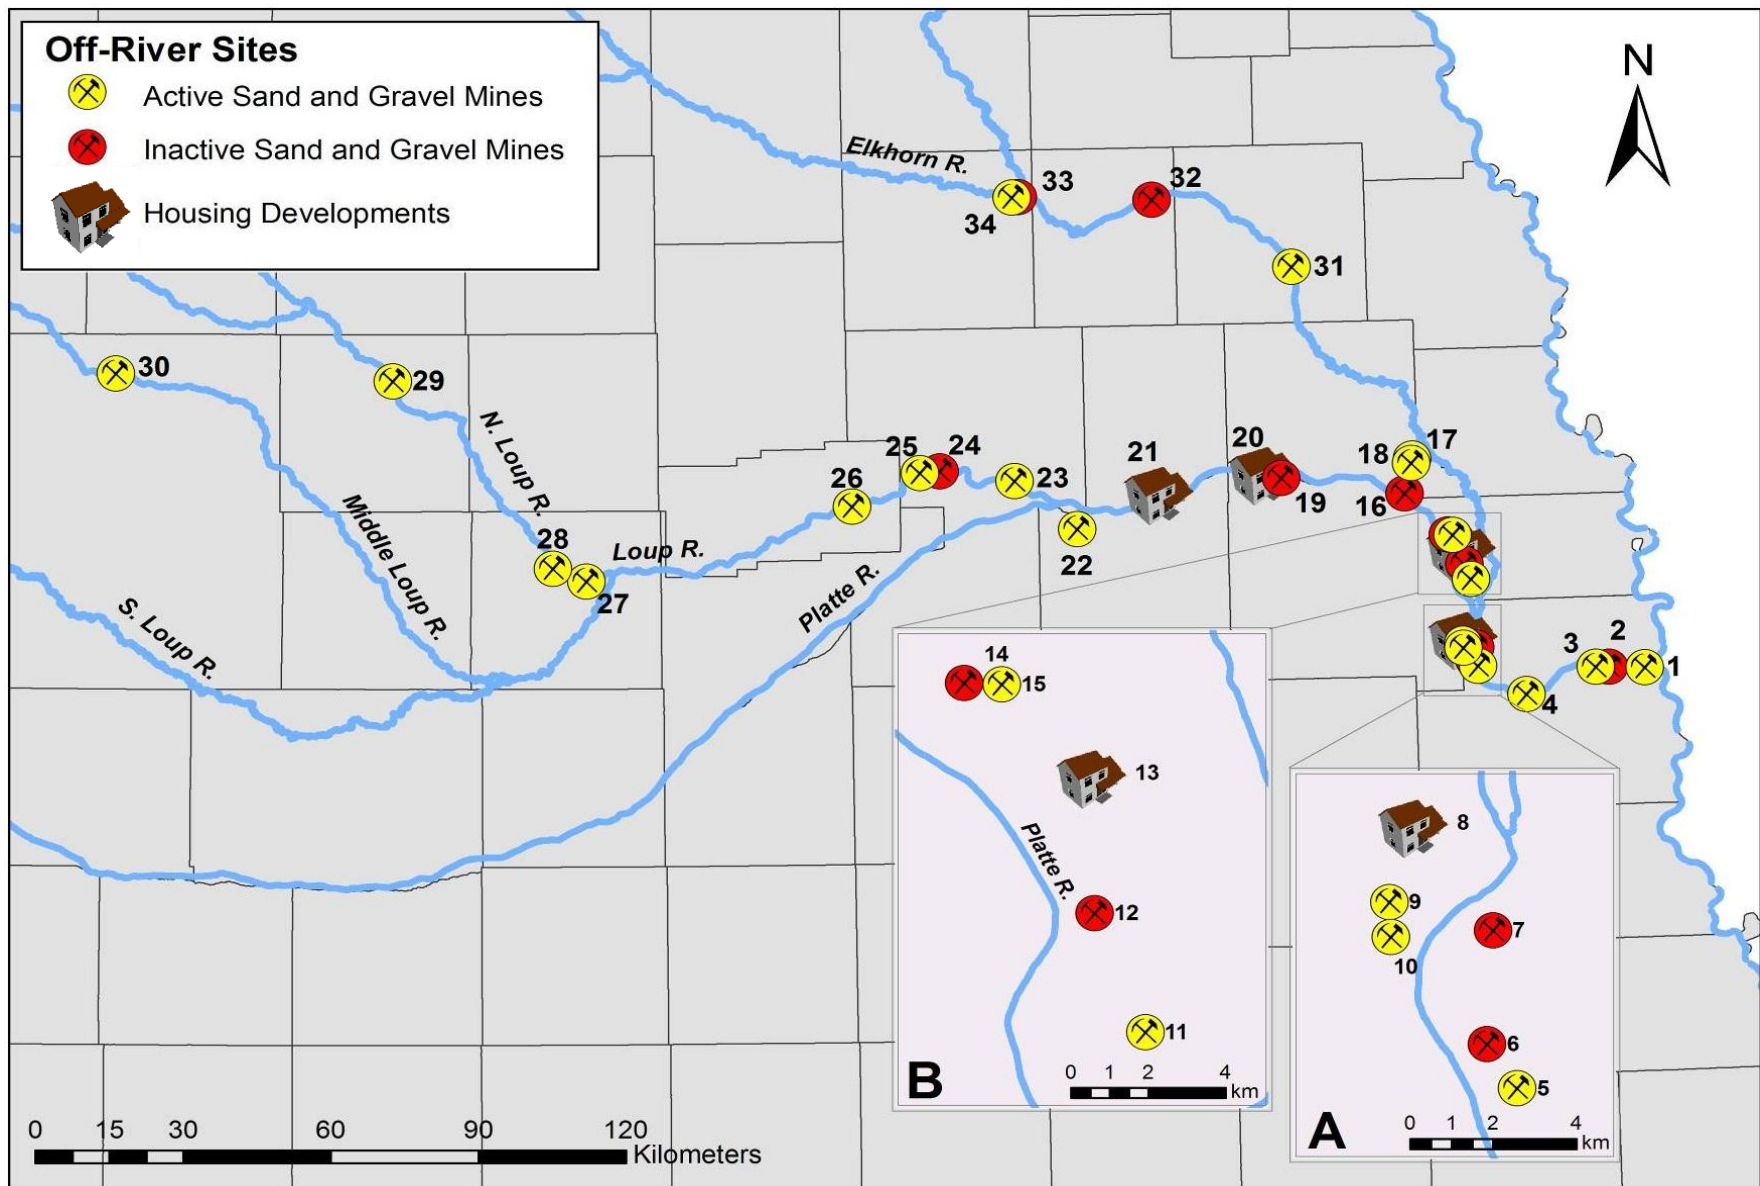 Off-River Sites
Active Sand and Gravel Mines
Inactive Sand and Gravel Mines
Housing Developments
N
Elkhorn R.
33
32
34
31
30
29
N. Loup R.
17
18
20
21
25
24
23
26
19
16
Middle Loup R.
28
Loup R.
22
27
Platte R.
S. Loup R.
3
2
1
4
14
15
13
Platte R.
12
11
B
0 1 2 4
km
8
9
7
10
6
5
A
0 1 2 4
km
0 15 30 60 90 120
Kilometers